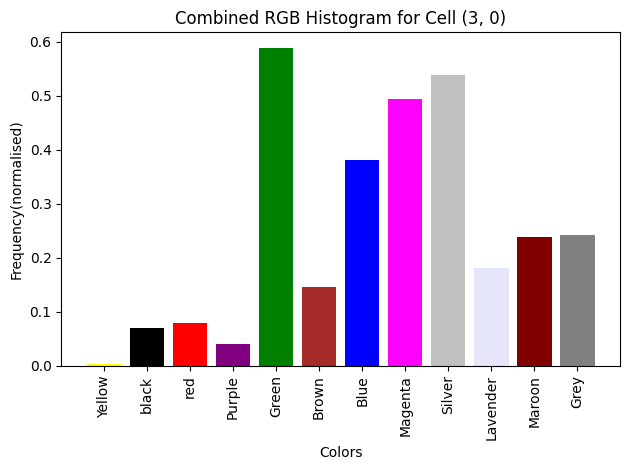 Combined RGB Histogram for Cell (3, 0)
Frequency(normalised)
0.6
0.5
0.4
0.3
0.2
0.1
0.0
Yellow
black
red
Purple
Green
Brown
Blue
Magenta
Silver
Lavender
Maroon
Grey
Colors